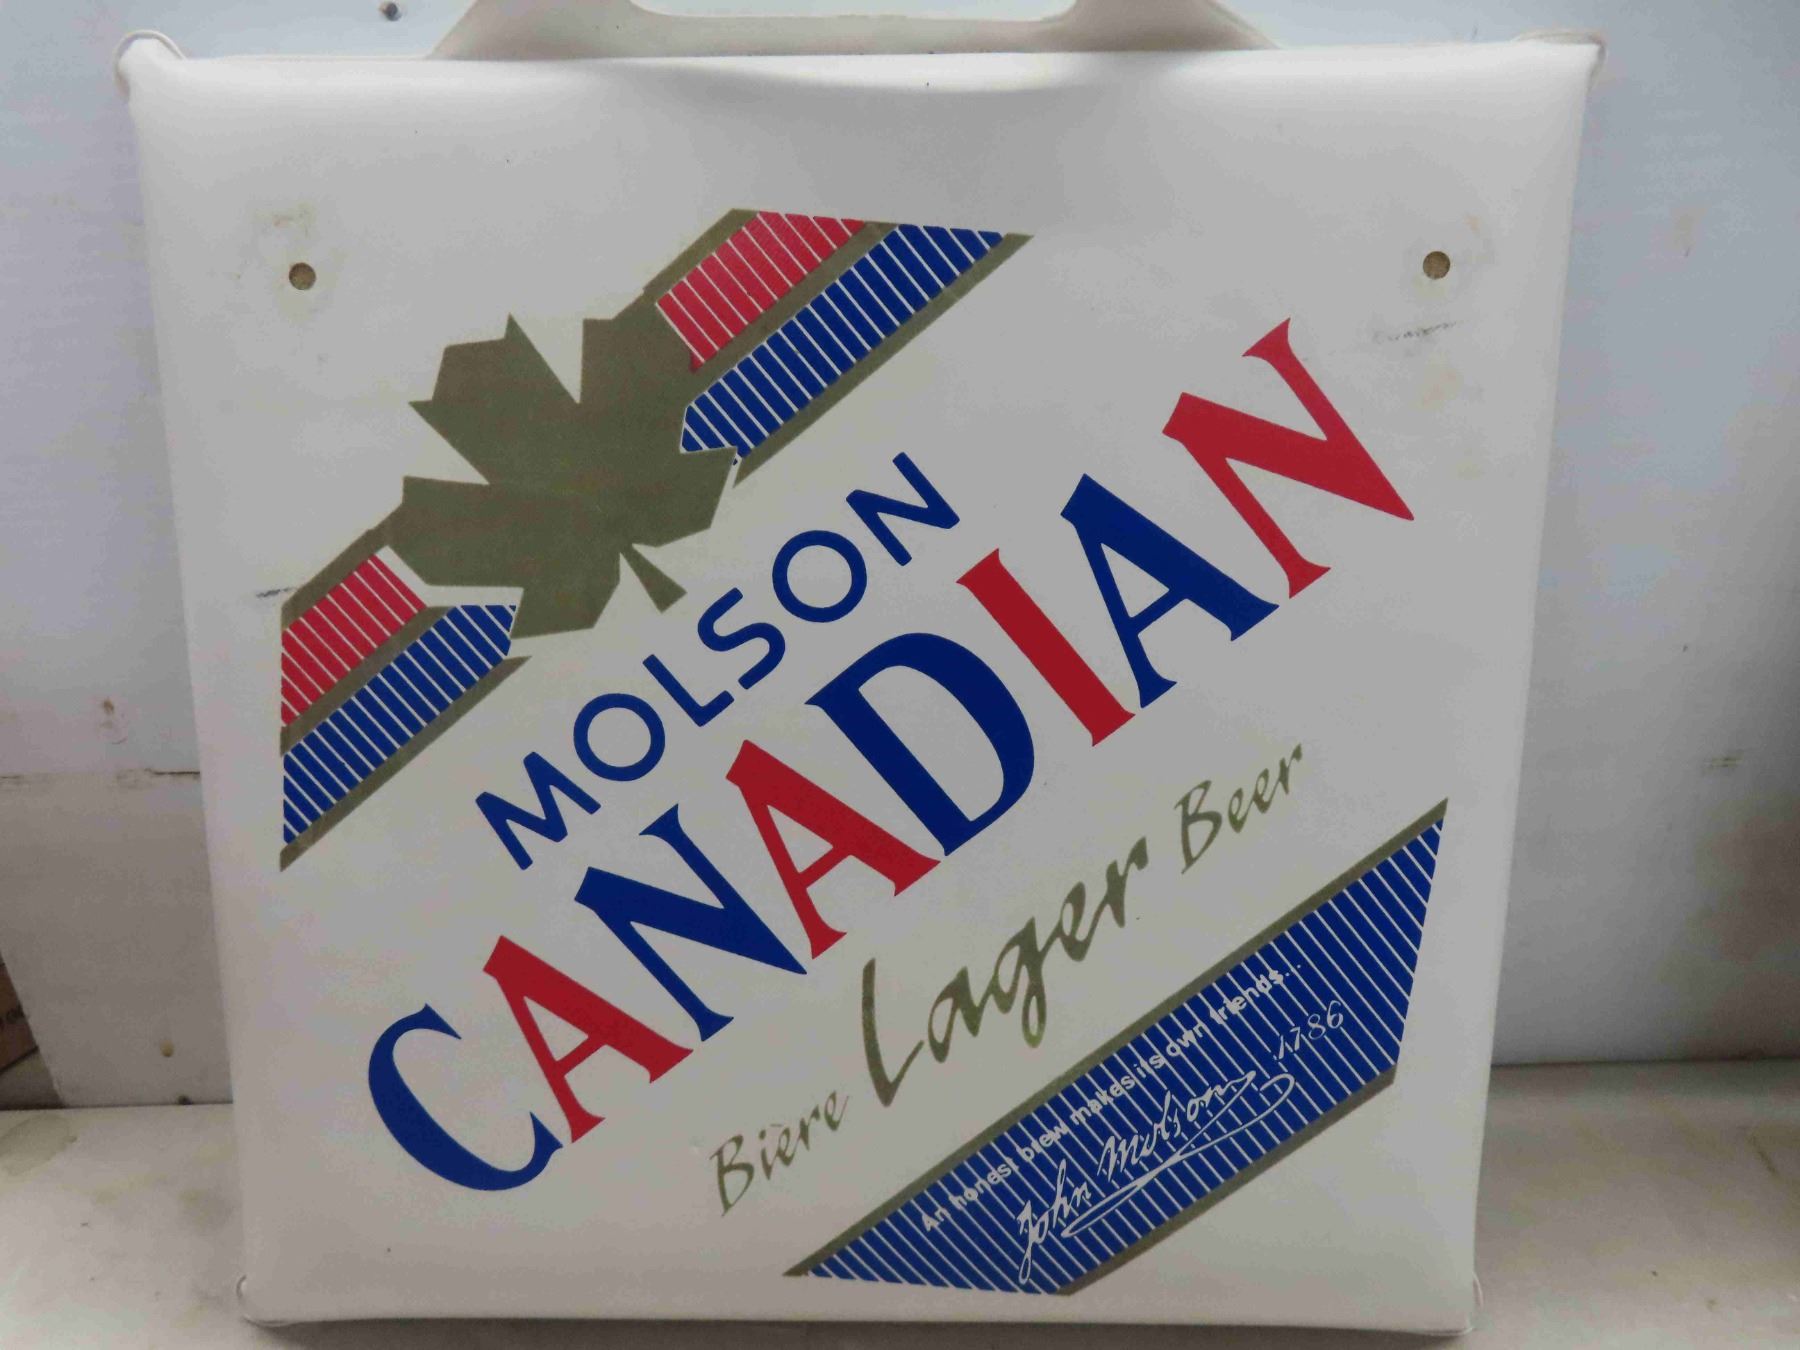 MOLSON
CANADIAN
Bière Lager Beer
An honest brew makes its own friends...
John Molson 1786